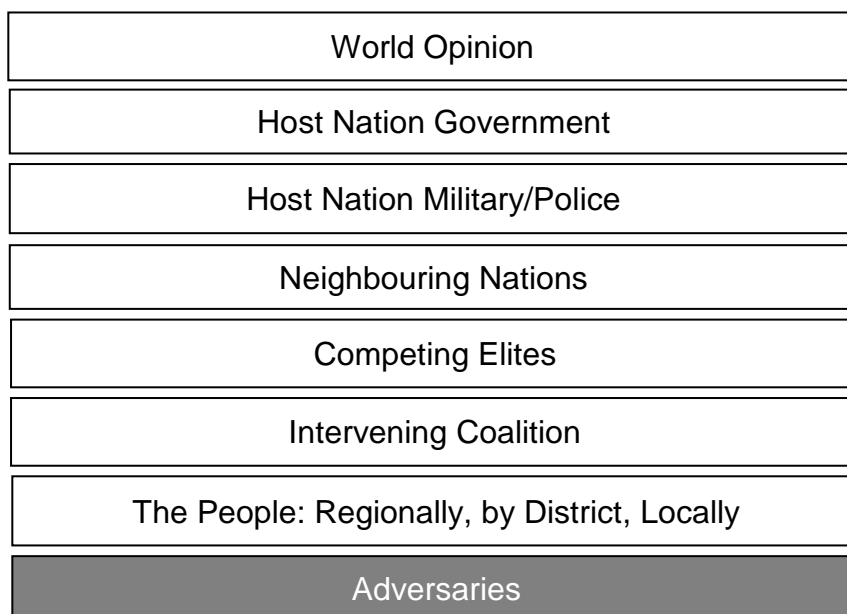 World Opinion
Host Nation Government
Host Nation Military/Police
Neighbouring Nations
Competing Elites
Intervening Coalition
The People: Regionally, by District, Locally
Adversaries